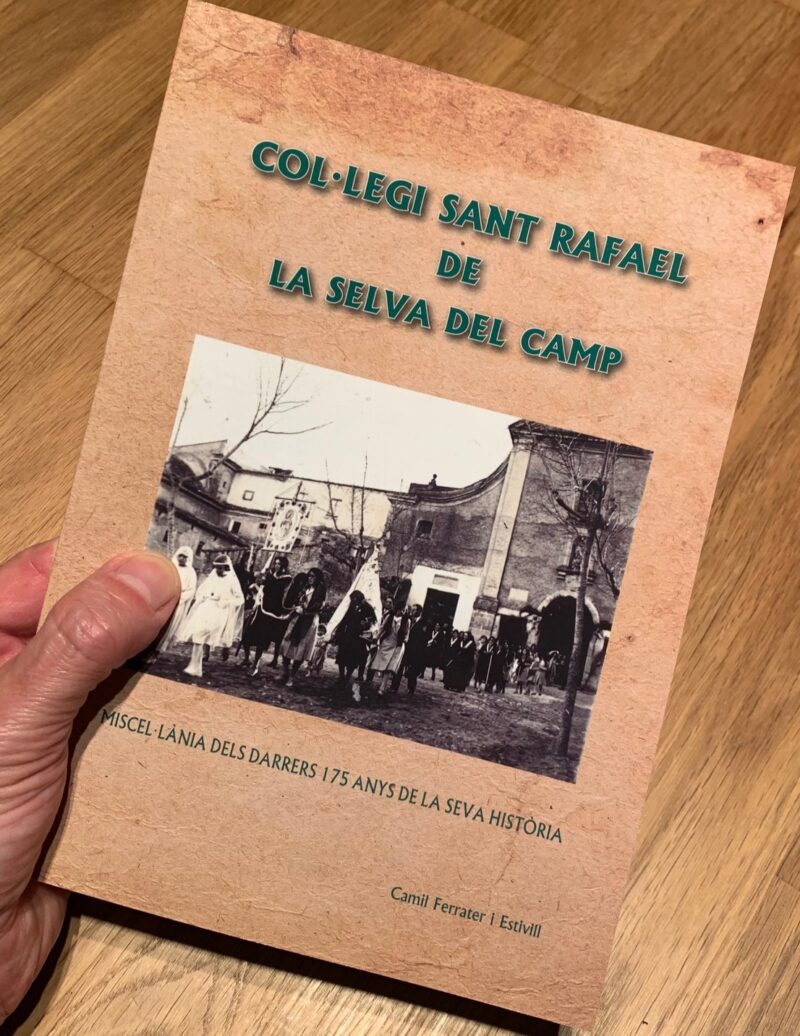 COL·LEGI SANT RAFAEL
DE
LA SELVA DEL CAMP
MISCEL·LÀNIA DELS DARRERS 175 ANYS DE LA SEVA HISTÒRIA
Camil Ferrater i Estivill